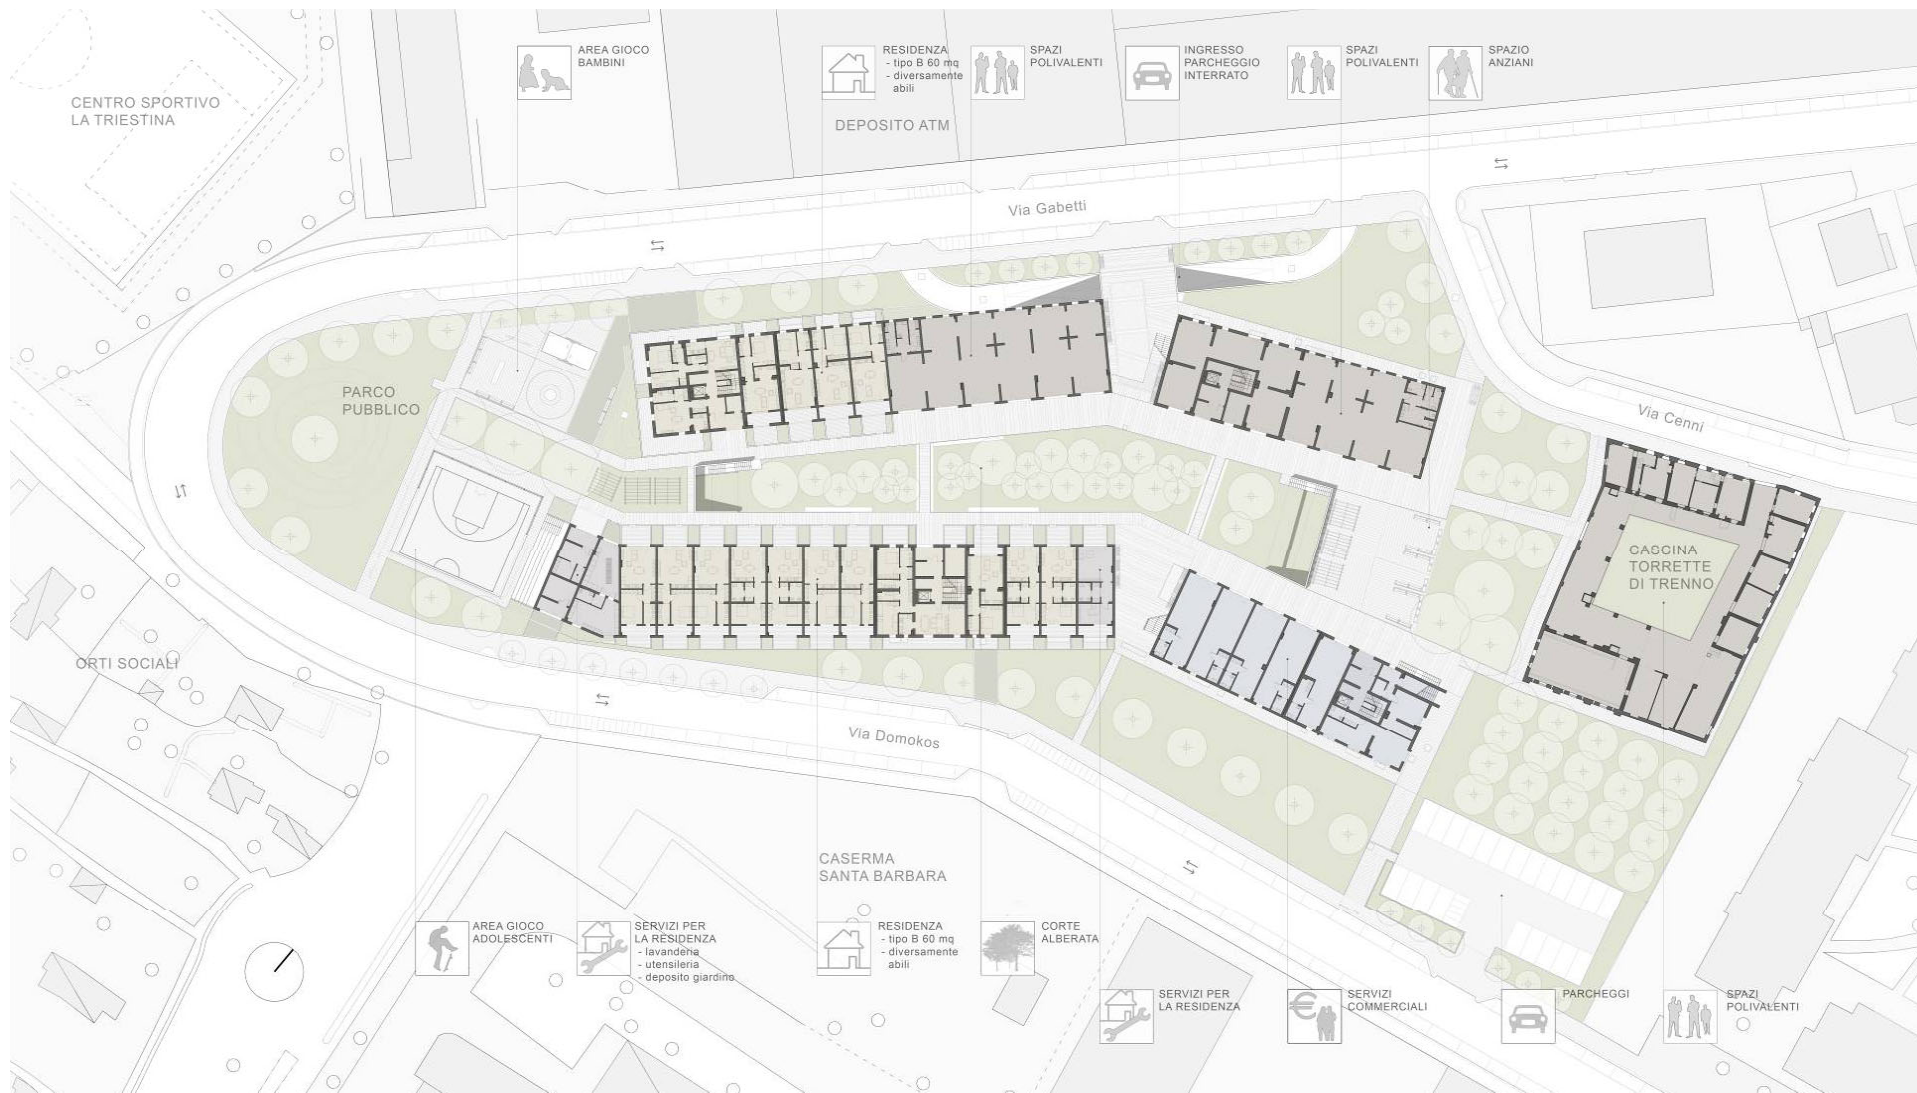 AREA GIOCO
BAMBINI
RESIDENZA
- tipo B 60 mq
- diversamente
abili
SPAZI
POLIVALENTI
INGRESSO
PARCHEGGIO
INTERRATO
SPAZI
POLIVALENTI
SPAZIO
ANZIANI
CENTRO SPORTIVO
LA TRIESTINA
DEPOSITO ATM
Via Gabetti
PARCO
PUBBLICO
Via Cenni
CASCINA
TORRETTE
DI TRENNO
ORTI SOCIALI
Via Domokos
CASERMA
SANTA BARBARA
AREA GIOCO
ADOLESCENTI
SERVIZI PER
LA RESIDENZA
- lavanderia
- utensileria
- deposito giardino
RESIDENZA
- tipo B 60 mq
- diversamente
abili
CORTE
ALBERATA
SERVIZI PER
LA RESIDENZA
€
SERVIZI
COMMERCIALI
PARCHEGGI
SPAZI
POLIVALENTI